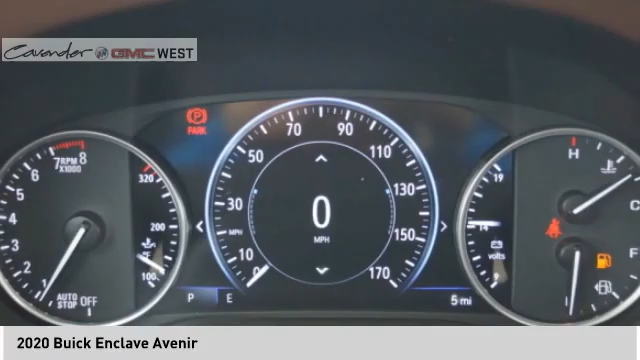 Cavender GMC WEST
PARK
7 RPM 8
X1000
6
5
4
3
2
1
AUTO
STOP OFF
320
200
°F
100
70 90
50 110
30 130
MPH
10 150
0 170
0
MPH
P E
5 mi
19
14
volts
H
C
F
2020 Buick Enclave Avenir